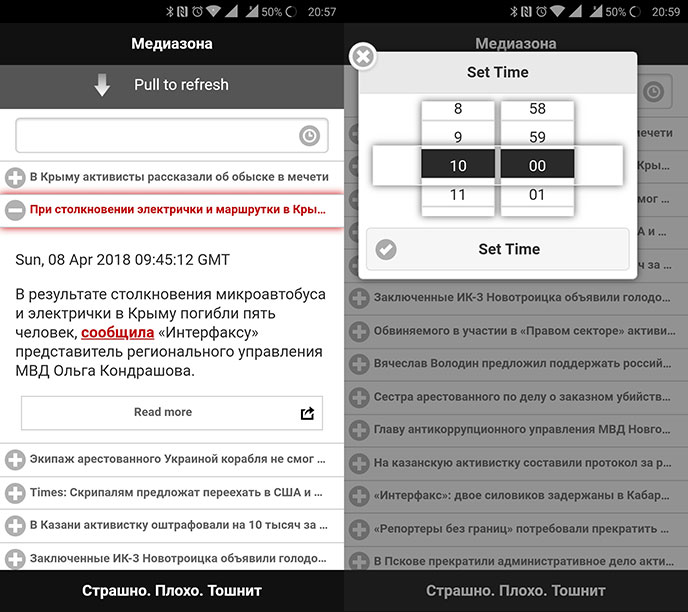 50% 20:57
Медиазона
Pull to refresh
В Крыму активисты рассказали об обыске в мечети
При столкновении электрички и маршрутки в Кры...
Sun, 08 Apr 2018 09:45:12 GMT
В результате столкновения микроавтобуса
и электрички в Крыму погибли пять
человек, сообщила «Интерфаксу»
представитель регионального управления
МВД Ольга Кондрашова.
Read more
Экипаж арестованного Украиной корабля не смог ...
Times: Скрипалям предложат переехать в США и ...
В Казани активистку оштрафовали на 10 тысяч за ...
Заключенные ИК-3 Новотроицка объявили голодо...
Страшно. Плохо. Тошнит
50% 20:59
Медиазона
Set Time
8 58
9 59
10 00
11 01
Set Time
мечети
Кры...
мог ...
А и ...
ч за ...
Заключенные ИК-3 Новотроицка объявили голодо...
Обвиняемого в участии в «Правом секторе» активи...
Вячеслав Володин предложил поддержать россий...
Сестра арестованного по делу о заказном убийств...
Главу антикоррупционного управления МВД Новго...
На казанскую активистку составили протокол за р...
«Интерфакс»: двое силовиков задержаны в Кабар...
«Репортеры без границ» потребовали прекратить ...
В Пскове прекратили административное дело акти...
Страшно. Плохо. Тошнит